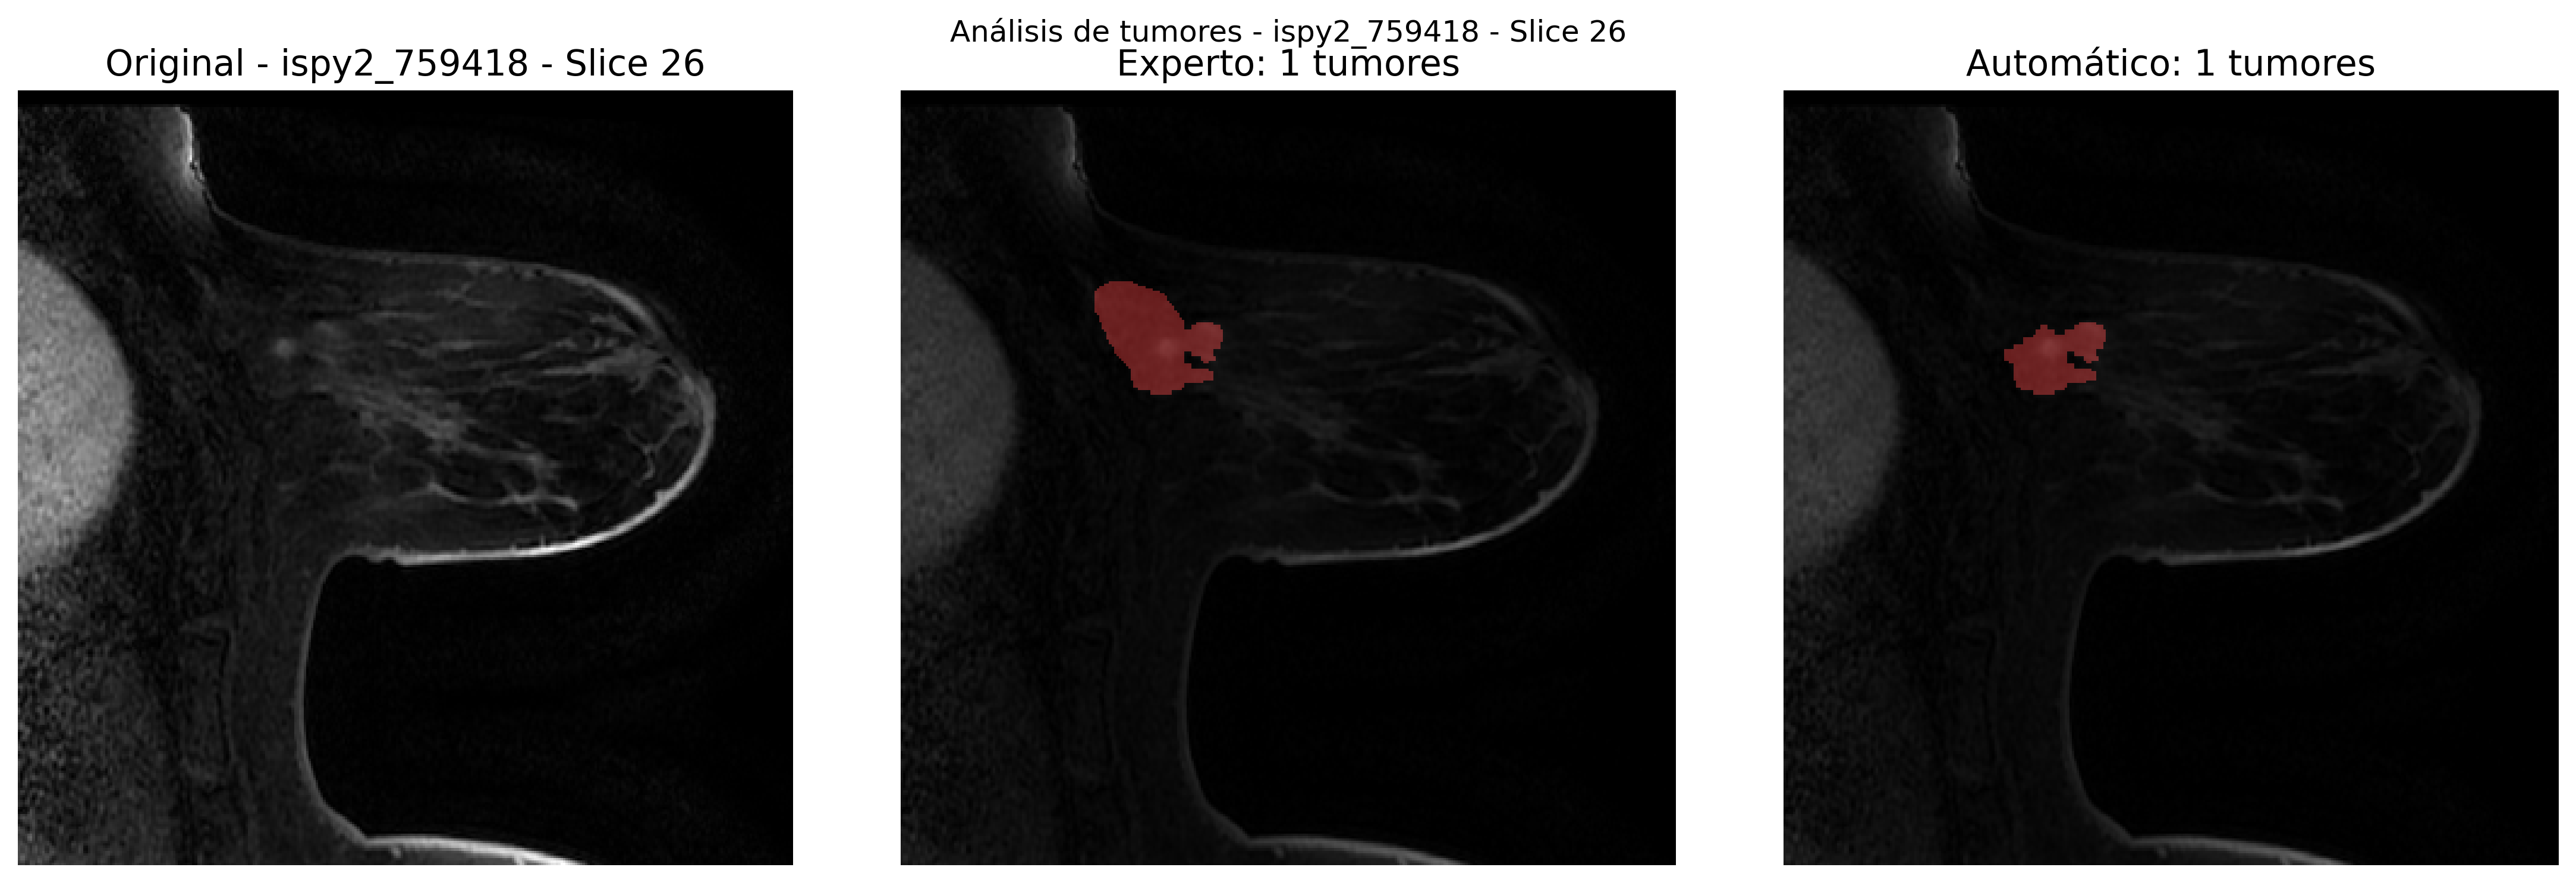 Análisis de tumores - ispy2_759418 - Slice 26
Original - ispy2_759418 - Slice 26
Experto: 1 tumores
Automático: 1 tumores